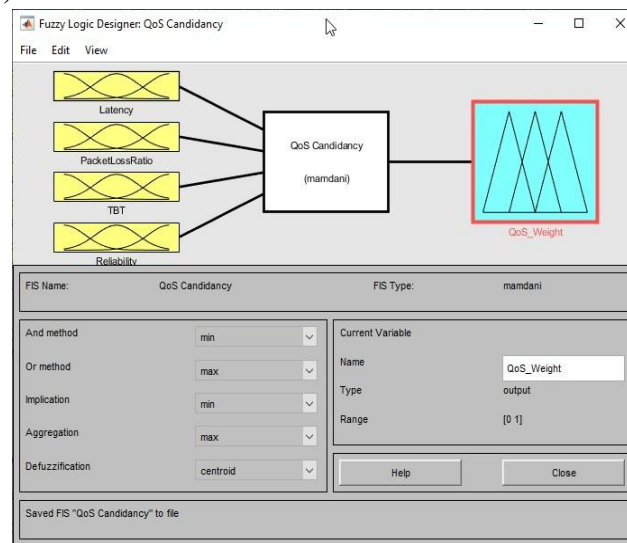 )
Fuzzy Logic Designer: QoS Candidancy
File Edit View
Latency
PacketLossRatio
TBT
Reliability
QoS Candidancy
(mamdani)
QoS_Weight
FIS Name: QoS Candidancy FIS Type: mamdani
And method min
Or method max
Implication min
Aggregation max
Defuzzification centroid
Current Variable
Name QoS_Weight
Type output
Range [0 1]
Help Close
Saved FIS "QoS Candidancy" to file